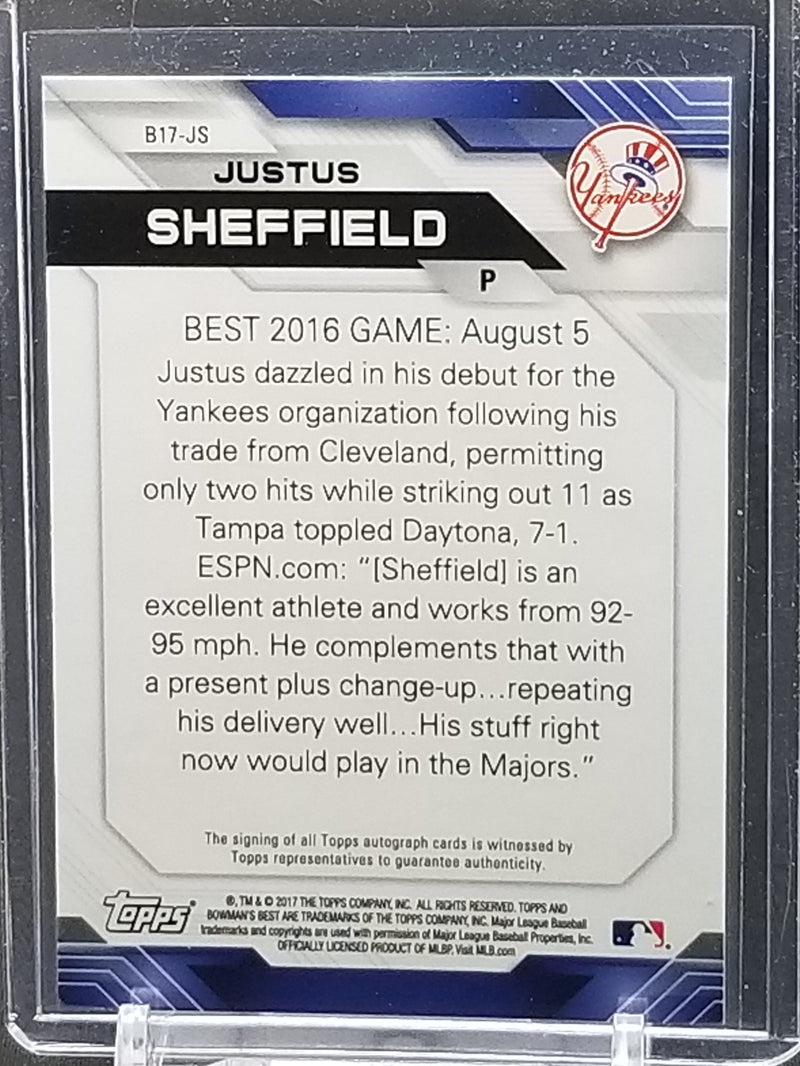 B17-JS
JUSTUS
SHEFFIELD
Yankees
P
BEST 2016 GAME: August 5
Justus dazzled in his debut for the
Yankees organization following his
trade from Cleveland, permitting
only two hits while striking out 11 as
Tampa toppled Daytona, 7-1.
ESPN.com: "[Sheffield] is an
excellent athlete and works from 92-
95 mph. He complements that with
a present plus change-up...repeating
his delivery well...His stuff right
now would play in the Majors."
The signing of all Topps autograph cards is witnessed by
Topps representatives to guarantee authenticity.
Topps
®, TM & © 2017 THE TOPPS COMPANY, INC. ALL RIGHTS RESERVED. TOPPS AND
BOWMAN'S BEST ARE TRADEMARKS OF THE TOPPS COMPANY, INC. Major League Baseball
trademarks and copyrights are used with permission of Major League Baseball Properties, Inc.
OFFICIALLY LICENSED PRODUCT OF MLBP. Visit MLB.com